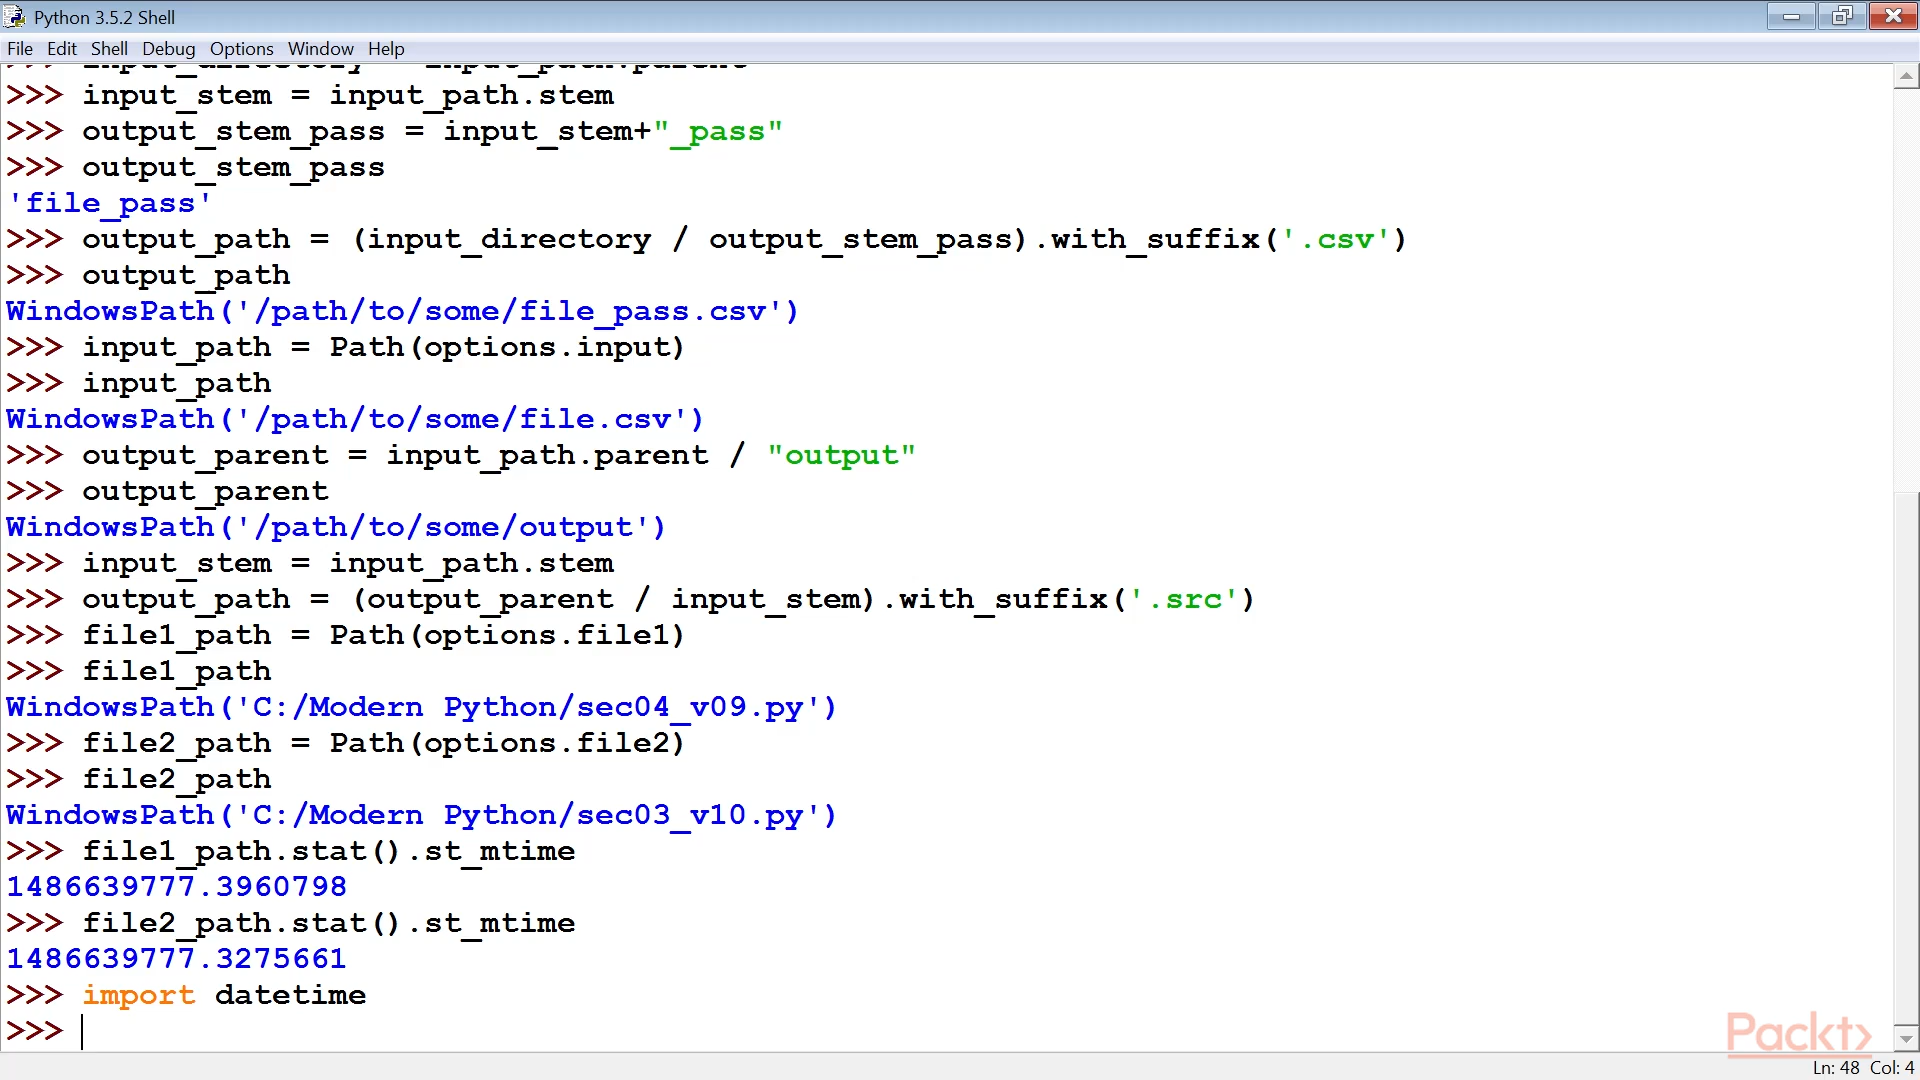 Python 3.5.2 Shell
File Edit Shell Debug Options Window Help
>>> input_directory = input_path.parent
>>> input_stem = input_path.stem
>>> output_stem_pass = input_stem+"_pass"
>>> output_stem_pass
'file_pass'
>>> output_path = (input_directory / output_stem_pass).with_suffix('.csv')
>>> output_path
WindowsPath('/path/to/some/file_pass.csv')
>>> input_path = Path(options.input)
>>> input_path
WindowsPath('/path/to/some/file.csv')
>>> output_parent = input_path.parent / "output"
>>> output_parent
WindowsPath('/path/to/some/output')
>>> input_stem = input_path.stem
>>> output_path = (output_parent / input_stem).with_suffix('.src')
>>> file1_path = Path(options.file1)
>>> file1_path
WindowsPath('C:/Modern Python/sec04_v09.py')
>>> file2_path = Path(options.file2)
>>> file2_path
WindowsPath('C:/Modern Python/sec03_v10.py')
>>> file1_path.stat().st_mtime
1486639777.3960798
>>> file2_path.stat().st_mtime
1486639777.3275661
>>> import datetime
>>>
Packt>
Ln: 48 Col: 4